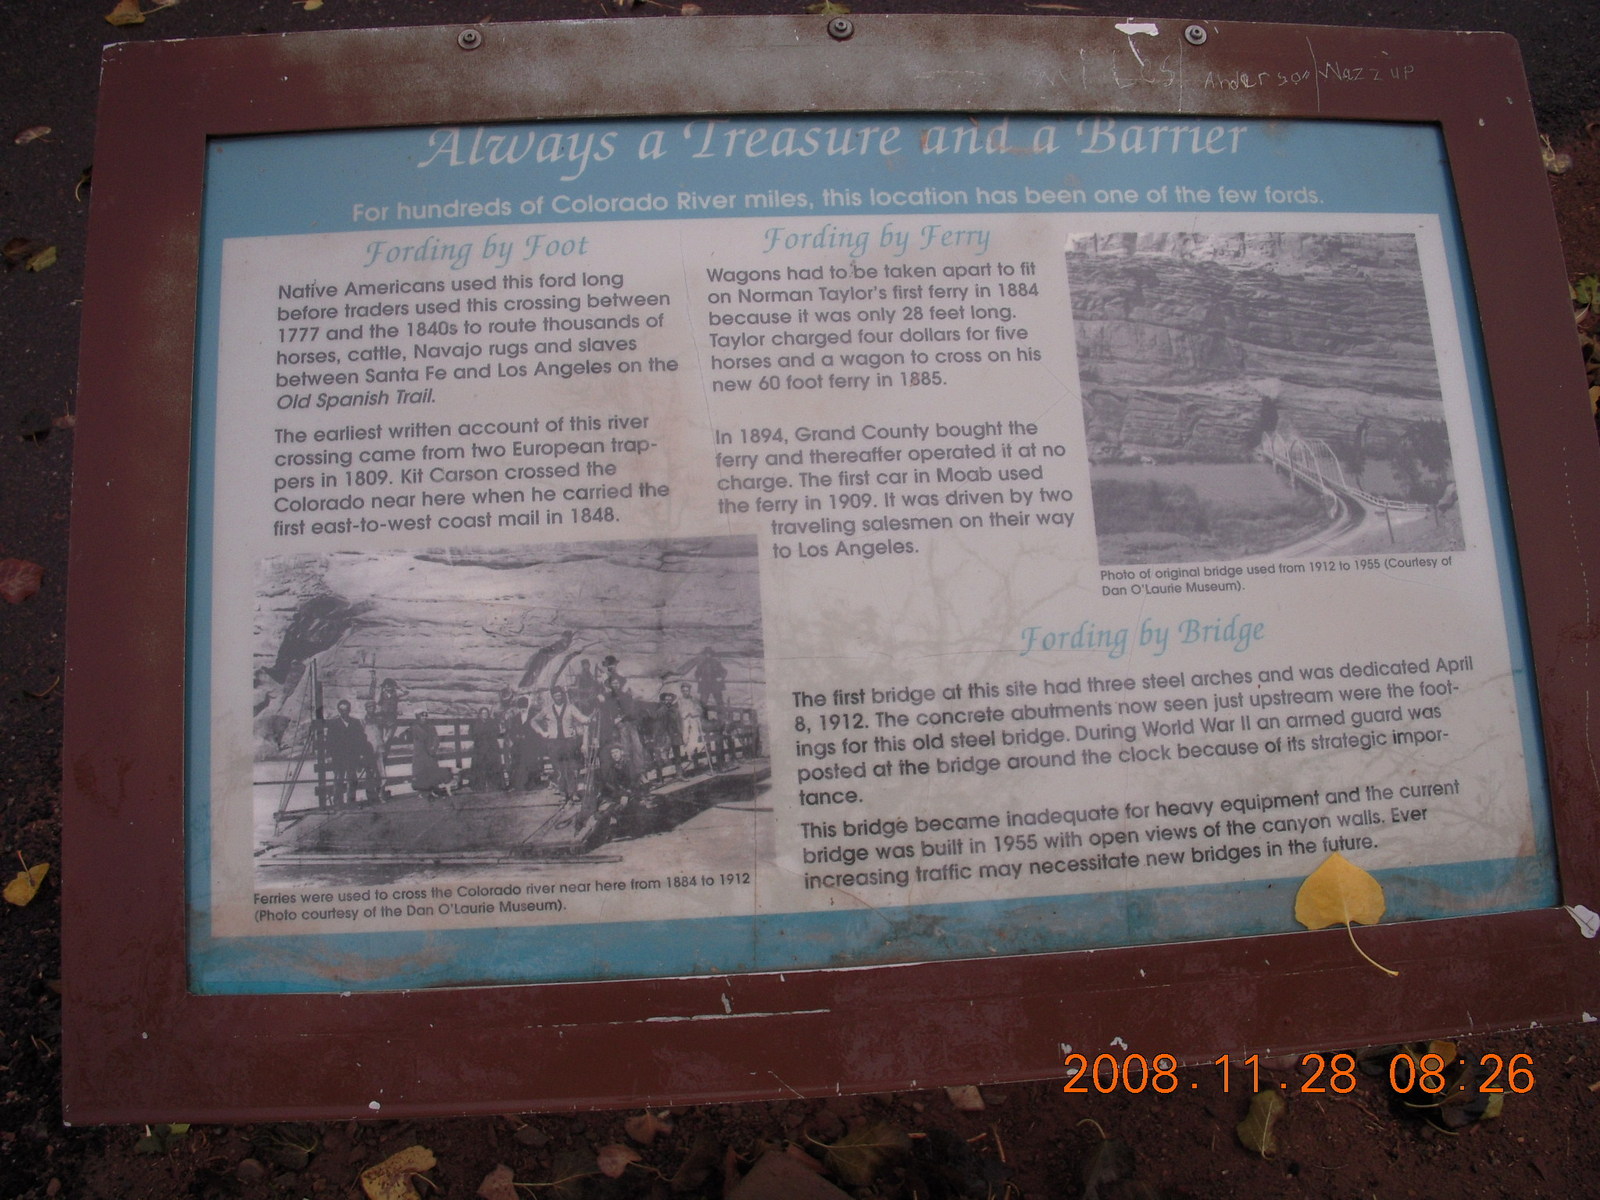 Anderson Wazzup
Always a Treasure and a Barrier
For hundreds of Colorado River miles, this location has been one of the few fords.
Fording by Foot
Native Americans used this ford long
before traders used this crossing between
1777 and the 1840s to route thousands of
horses, cattle, Navajo rugs and slaves
between Santa Fe and Los Angeles on the
Old Spanish Trail.
The earliest written account of this river
crossing came from two European trap-
pers in 1809. Kit Carson crossed the
Colorado near here when he carried the
first east-to-west coast mail in 1848.
Ferries were used to cross the Colorado river near here from 1884 to 1912
(Photo courtesy of the Dan O'Laurie Museum).
Fording by Ferry
Wagons had to be taken apart to fit
on Norman Taylor's first ferry in 1884
because it was only 28 feet long.
Taylor charged four dollars for five
horses and a wagon to cross on his
new 60 foot ferry in 1885.
In 1894, Grand County bought the
ferry and thereafter operated it at no
charge. The first car in Moab used
the ferry in 1909. It was driven by two
traveling salesmen on their way
to Los Angeles.
Photo of original bridge used from 1912 to 1955 (Courtesy of
Dan O'Laurie Museum).
Fording by Bridge
The first bridge at this site had three steel arches and was dedicated April
8, 1912. The concrete abutments now seen just upstream were the foot-
ings for this old steel bridge. During World War II an armed guard was
posted at the bridge around the clock because of its strategic impor-
tance.
This bridge became inadequate for heavy equipment and the current
bridge was built in 1955 with open views of the canyon walls. Ever
increasing traffic may necessitate new bridges in the future.
2008.11.28 08:26